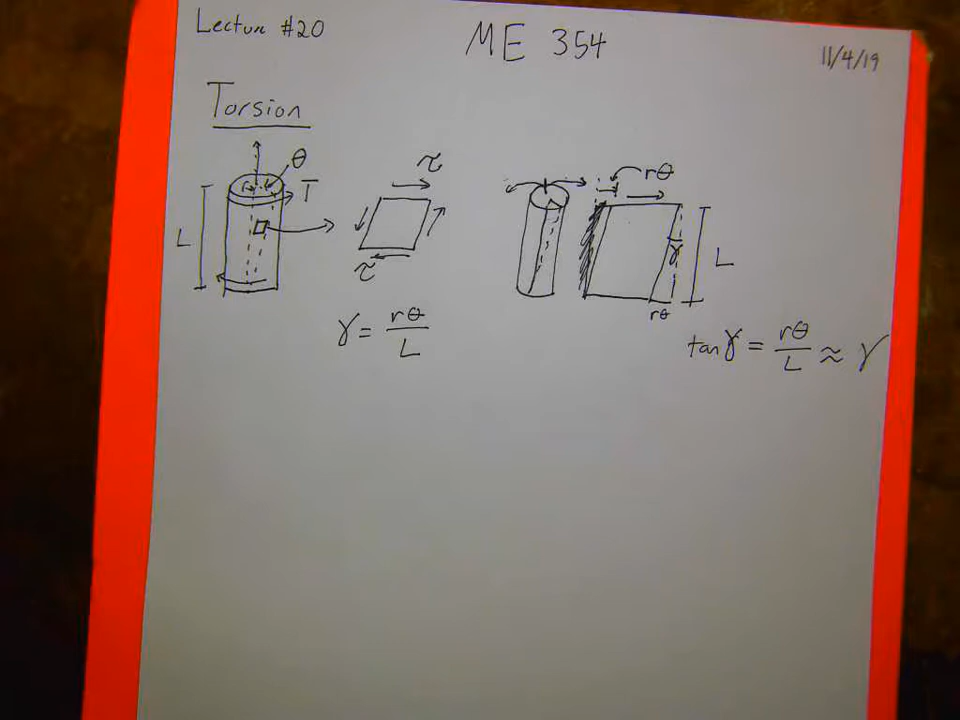 Lecture #20
ME 354
11/4/19
Torsion
θ
r
T
L
τ
τ
γ = rθ/L
rθ
γ
L
rθ
tan γ = rθ/L ≈ γ